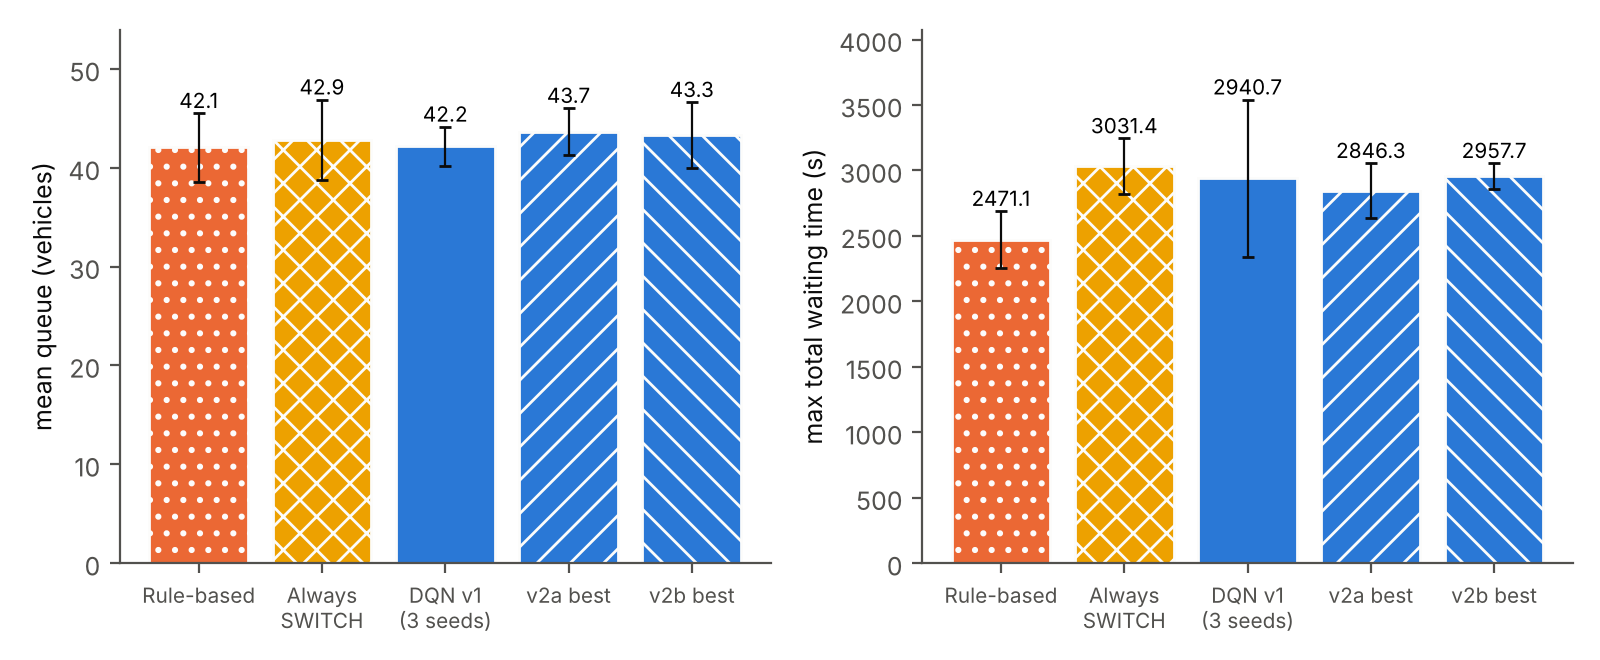 mean queue (vehicles)
50
40
30
20
10
0
42.1
42.9
42.2
43.7
43.3
Rule-based
Always
SWITCH
DQN v1
(3 seeds)
v2a best
v2b best
max total waiting time (s)
4000
3500
3000
2500
2000
1500
1000
500
0
2471.1
3031.4
2940.7
2846.3
2957.7
Rule-based
Always
SWITCH
DQN v1
(3 seeds)
v2a best
v2b best